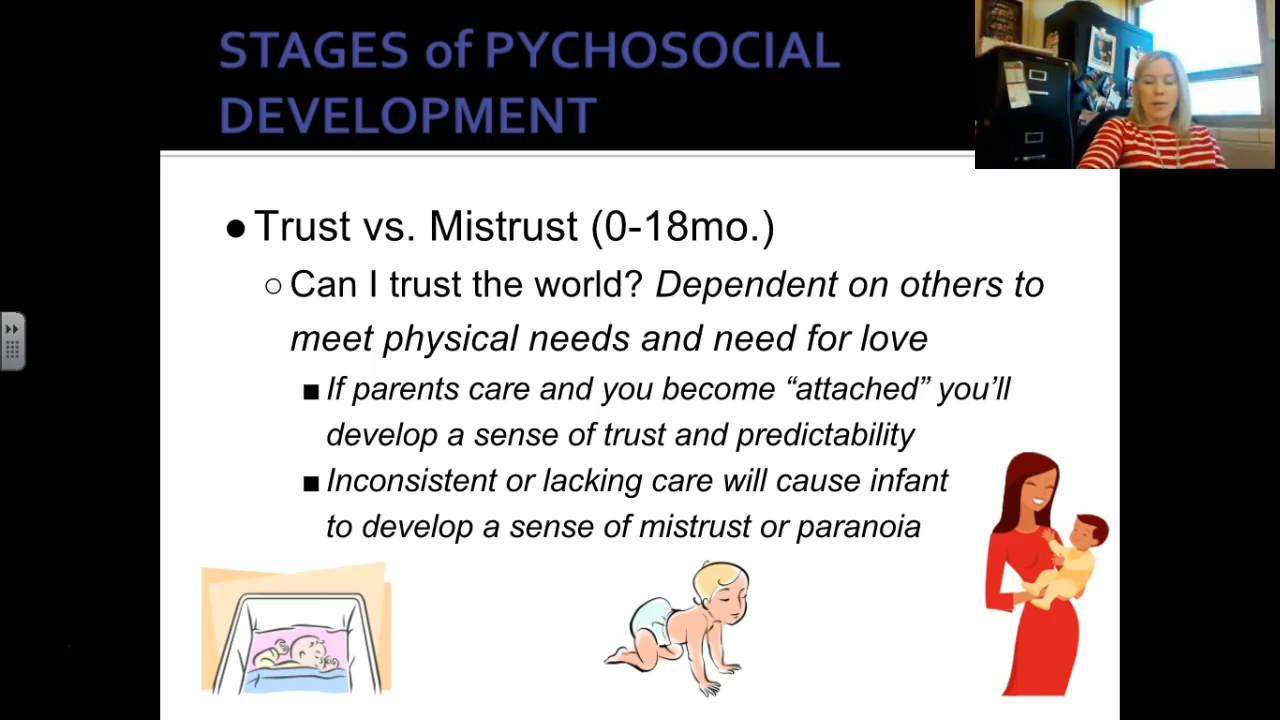 STAGES of PYCHOSOCIAL
DEVELOPMENT
● Trust vs. Mistrust (0-18mo.)
○ Can I trust the world? Dependent on others to
meet physical needs and need for love
■ If parents care and you become “attached” you’ll
develop a sense of trust and predictability
■ Inconsistent or lacking care will cause infant
to develop a sense of mistrust or paranoia